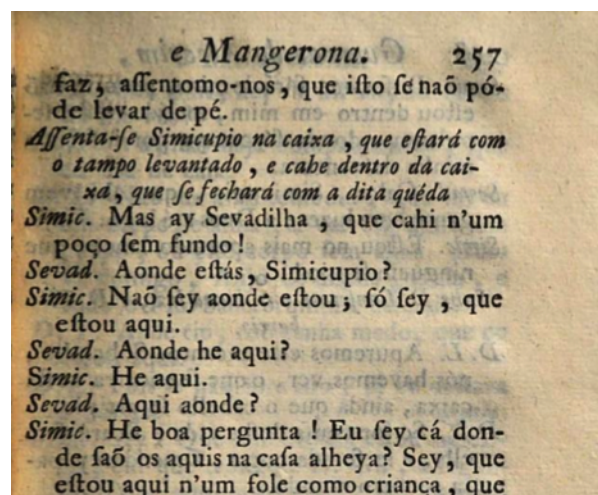 e Mangerona. 257
faz, aſſentomo-nos, que iſto ſe naõ pó-
de levar de pé.
Aſſenta-ſe Simicupio na caixa, que eſtará com
o tampo levantado, e cahe dentro da cai-
xa, que ſe fechará com a dita quéda
Simic. Mas ay Sevadilha, que cahi n'um
poço ſem fundo!
Sevad. Aonde eſtás, Simicupio?
Simic. Naõ ſey aonde eſtou; ſó ſey, que
eſtou aqui.
Sevad. Aonde he aqui?
Simic. He aqui.
Sevad. Aqui aonde?
Simic. He boa pergunta! Eu ſey cá don-
de ſaõ os aquis na caſa alheya? Sey, que
eſtou aqui n'um fole como criança, que